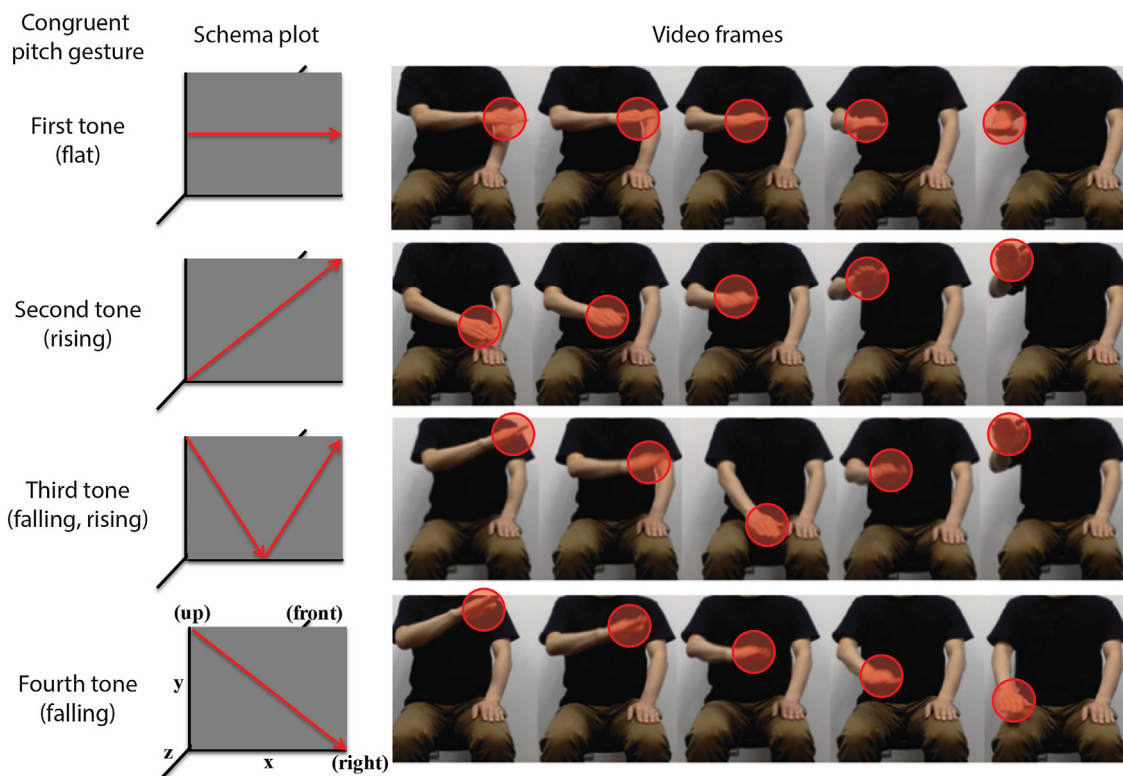 Congruent
pitch gesture
Schema plot
Video frames
First tone
(flat)
Second tone
(rising)
Third tone
(falling, rising)
Fourth tone
(falling)
(up)
(front)
y
z
x
(right)